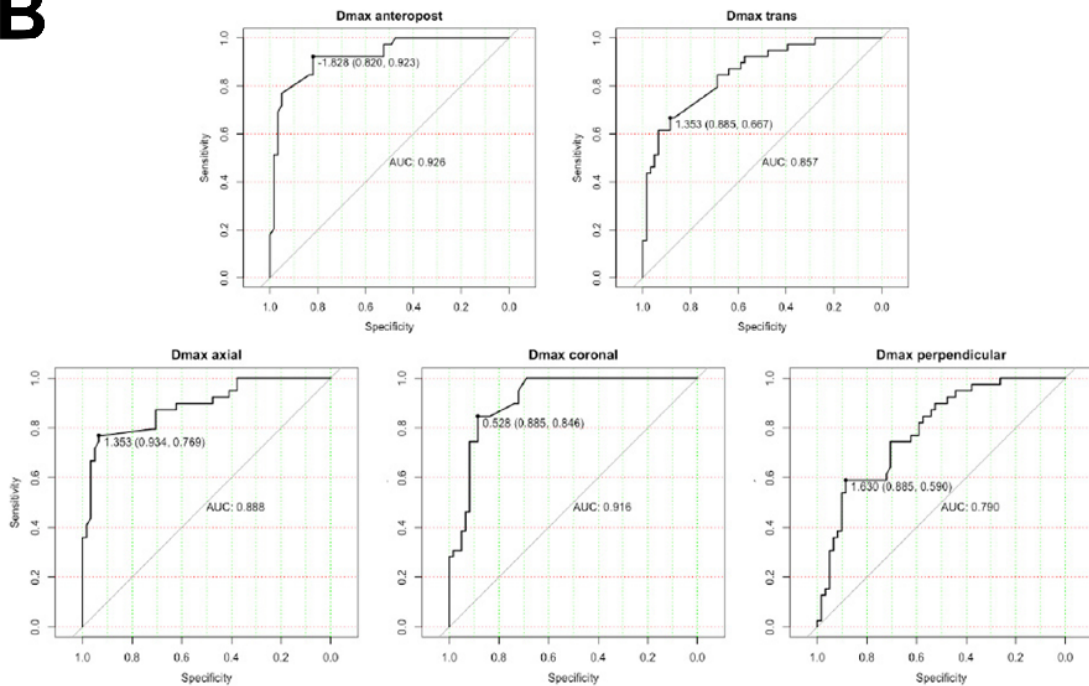 B
Dmax anteropost
Dmax trans
Sensitivity
1.0
0.8
0.6
0.4
0.2
0.0
-1.828 (0.820, 0.923)
AUC: 0.926
1.0 0.8 0.6 0.4 0.2 0.0
Specificity
Sensitivity
1.0
0.8
0.6
0.4
0.2
0.0
1.353 (0.885, 0.667)
AUC: 0.857
1.0 0.8 0.6 0.4 0.2 0.0
Specificity
Dmax axial
Dmax coronal
Dmax perpendicular
Sensitivity
1.0
0.8
0.6
0.4
0.2
0.0
1.353 (0.934, 0.769)
AUC: 0.888
1.0 0.8 0.6 0.4 0.2 0.0
Specificity
1.0
0.8
0.6
0.4
0.2
0.0
0.528 (0.885, 0.846)
AUC: 0.916
1.0 0.8 0.6 0.4 0.2 0.0
Specificity
1.0
0.8
0.6
0.4
0.2
0.0
1.630 (0.885, 0.590)
AUC: 0.790
1.0 0.8 0.6 0.4 0.2 0.0
Specificity